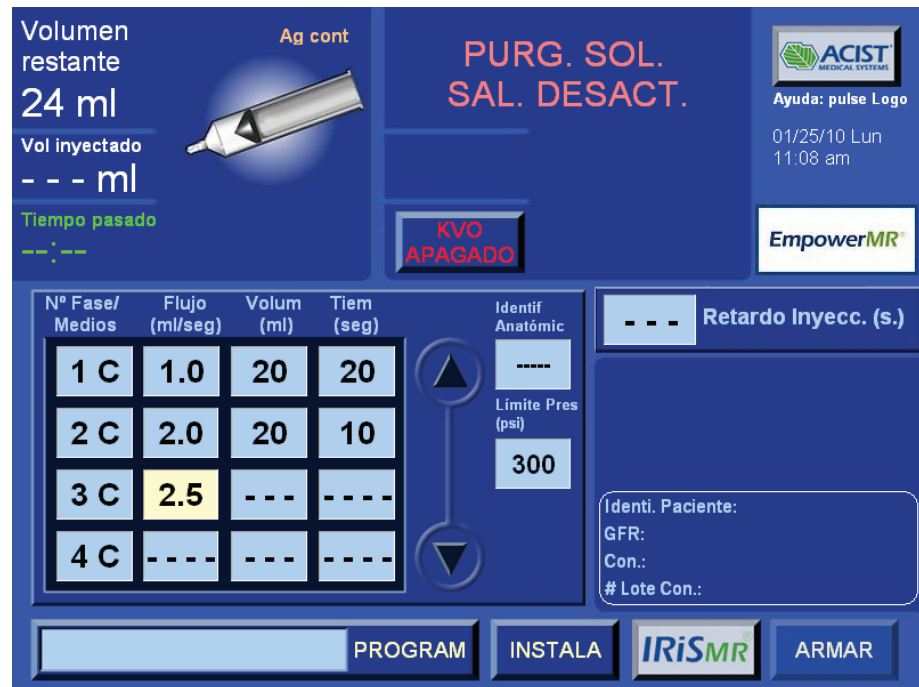 Volumen
restante
24 ml
Ag cont
Vol inyectado
- - - ml
Tiempo pasado
--:--
PURG. SOL.
SAL. DESACT.
KVO
APAGADO
ACIST
MEDICAL SYSTEMS
Ayuda: pulse Logo
01/25/10 Lun
11:08 am
EmpowerMR®
Nº Fase/ Flujo Volum Tiem
Medios (ml/seg) (ml) (seg)
1 C 1.0 20 20
2 C 2.0 20 10
3 C 2.5 - - - - - - -
4 C - - - - - - - - - - -
Identif
Anatómic
-----
Límite Pres
(psi)
300
- - - Retardo Inyecc. (s.)
Identi. Paciente:
GFR:
Con.:
# Lote Con.:
PROGRAM INSTALA IRiSMR® ARMAR